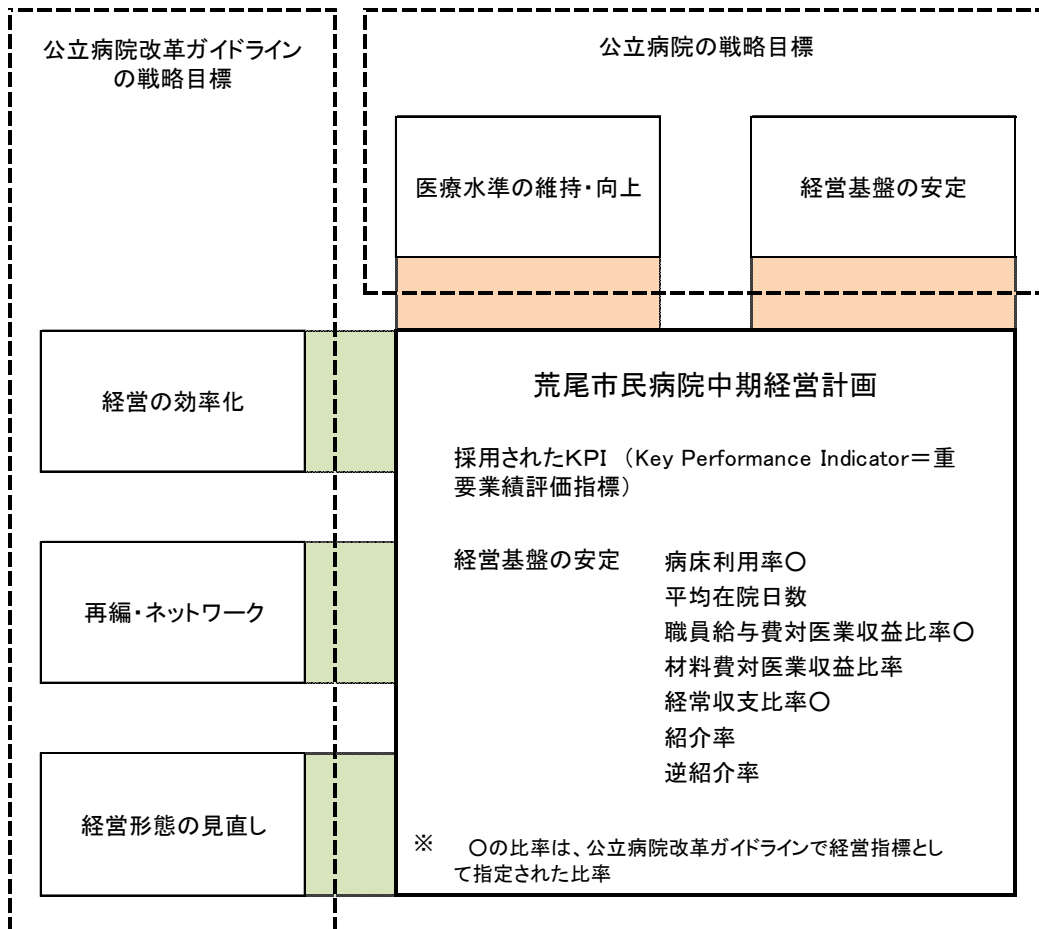 公立病院改革ガイドライン
の戦略目標
公立病院の戦略目標
医療水準の維持・向上
経営基盤の安定
経営の効率化
再編・ネットワーク
経営形態の見直し
荒尾市民病院中期経営計画
採用されたKPI （Key Performance Indicator＝重
要業績評価指標）
経営基盤の安定 病床利用率○
平均在院日数
職員給与費対医業収益比率○
材料費対医業収益比率
経常収支比率○
紹介率
逆紹介率
※ ○の比率は、公立病院改革ガイドラインで経営指標とし
て指定された比率